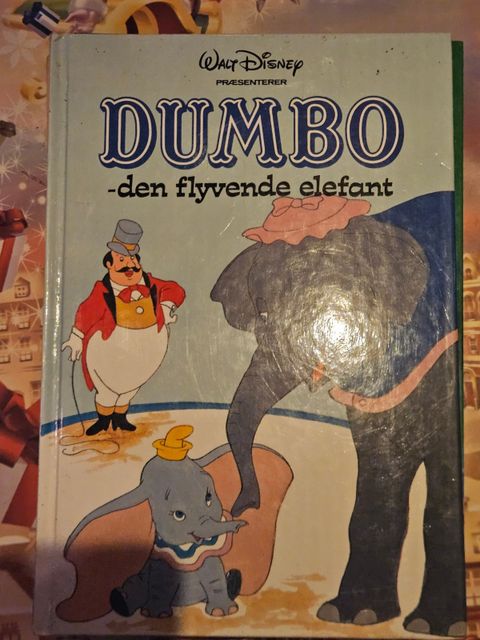 WALT DISNEY
PRÆSENTERER
DUMBO
-den flyvende elefant